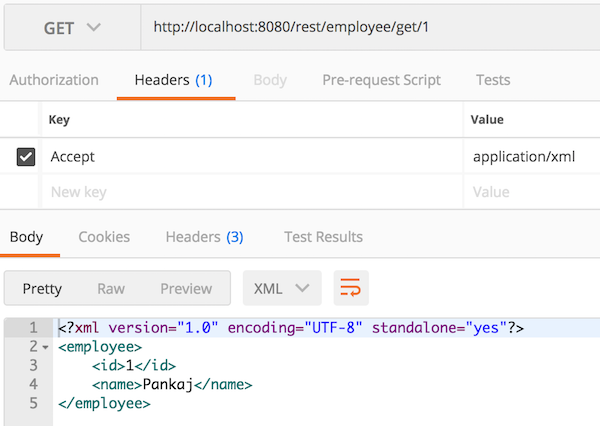 GET http://localhost:8080/rest/employee/get/1
Authorization Headers (1) Body Pre-request Script Tests
Key Value
Accept application/xml
New key Value
Body Cookies Headers (3) Test Results
Pretty Raw Preview XML
1 <?xml version="1.0" encoding="UTF-8" standalone="yes"?>
2 <employee>
3 <id>1</id>
4 <name>Pankaj</name>
5 </employee>